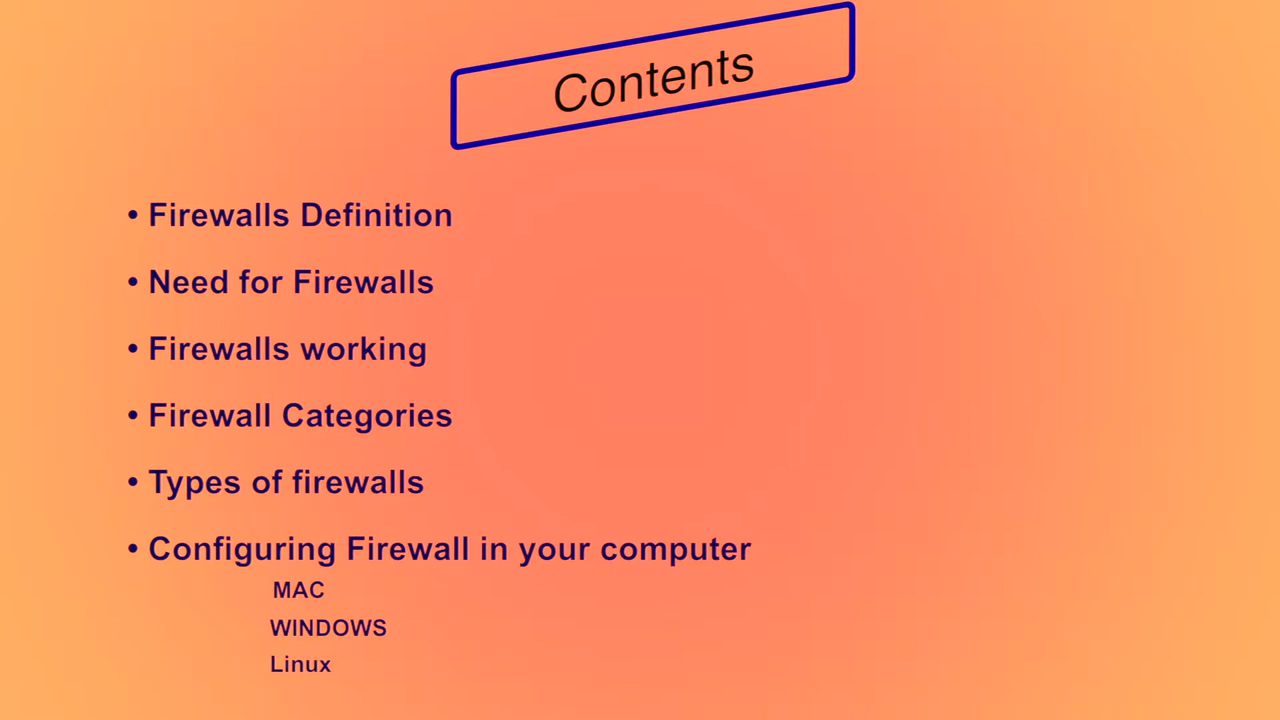 Contents
• Firewalls Definition
• Need for Firewalls
• Firewalls working
• Firewall Categories
• Types of firewalls
• Configuring Firewall in your computer
MAC
WINDOWS
Linux